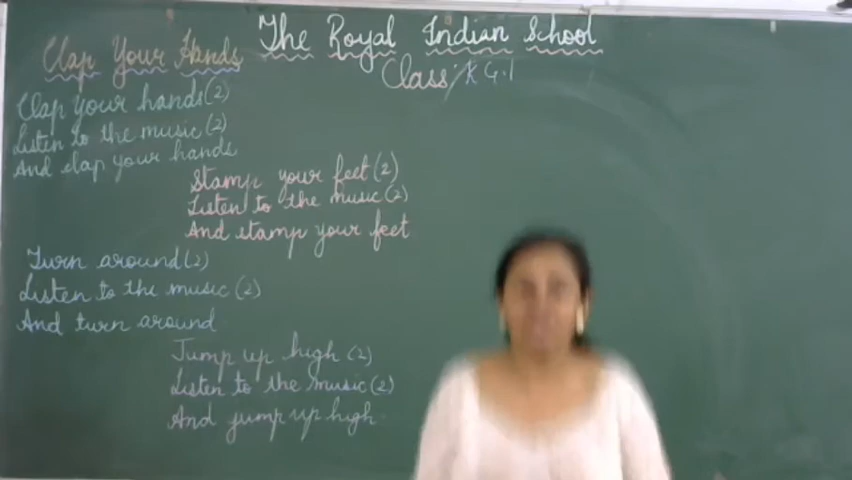 The Royal Indian School
Class: KG.1
Clap Your Hands
Clap your hands (2)
Listen to the music (2)
And clap your hands
Stamp your feet (2)
Listen to the music (2)
And stamp your feet
Turn around (2)
Listen to the music (2)
And turn around
Jump up high (2)
Listen to the music (2)
And jump up high